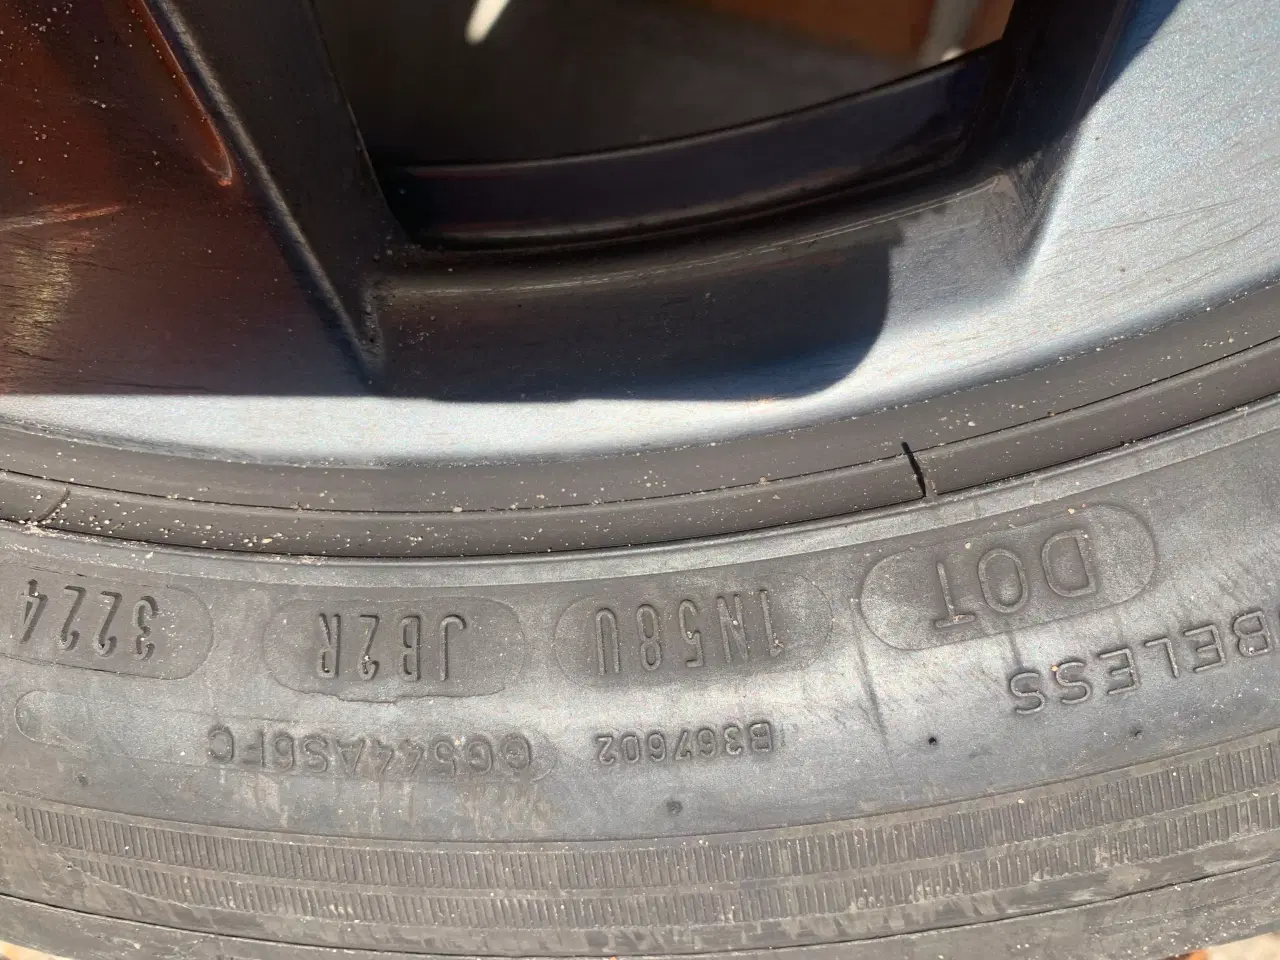 BELESS
B367602 GG544AS6FC
DOT 1N58U JB2R 3224